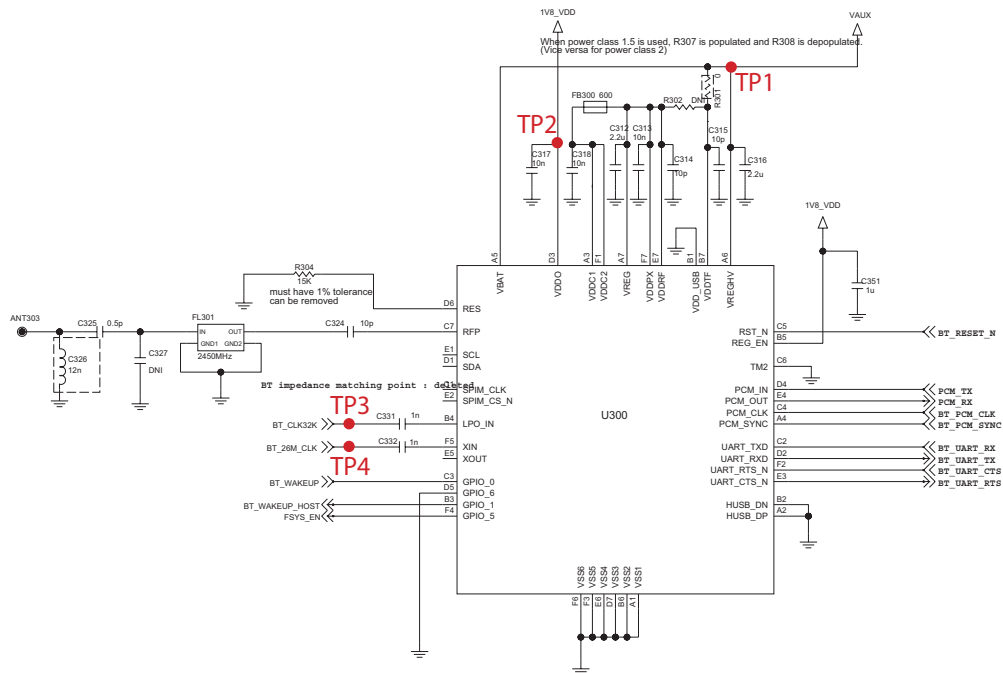 1V8_VDD
VAUX
When power class 1.5 is used, R307 is populated and R308 is depopulated.
(Vice versa for power class 2)
TP1
R301 0
FB300 600
R302 DNI
TP2
C317
10n
C318
10n
C312
2.2u
C313
10n
C314
10p
C315
10p
C316
2.2u
1V8_VDD
C351
1u
A5 D3 A3 F1 A7 F7 E7 B1 B7 A6
VBAT VDDO VDDC1 VDDC2 VREG VDDPX VDDRF VDD_USB VDDTF VREGHV
R304
15K
must have 1% tolerance
can be removed
D6 RES
ANT303
C325 0.5p
FL301
IN OUT
GND1 GND2
2450MHz
C324 10p
C7 RFP
C326
12n
C327
DNI
E1 SCL
D1 SDA
BT impedance matching point : deleted
SPIM_CLK
E2 SPIM_CS_N
TP3
BT_CLK32K
C331 1n
B4 LPO_IN
BT_26M_CLK
TP4
C332 1n
F5 XIN
E5 XOUT
BT_WAKEUP
C3 GPIO_0
D5 GPIO_6
BT_WAKEUP_HOST
B3 GPIO_1
FSYS_EN
F4 GPIO_5
U300
RST_N C5 BT_RESET_N
REG_EN B5
TM2 C6
PCM_IN D4 PCM_TX
PCM_OUT E4 PCM_RX
PCM_CLK C4 BT_PCM_CLK
PCM_SYNC A4 BT_PCM_SYNC
UART_TXD C2 BT_UART_RX
UART_RXD D2 BT_UART_TX
UART_RTS_N F2 BT_UART_CTS
UART_CTS_N E3 BT_UART_RTS
HUSB_DN B2
HUSB_DP A2
VSS6 VSS5 VSS4 VSS3 VSS2 VSS1
F6 F3 E6 D7 B6 A1